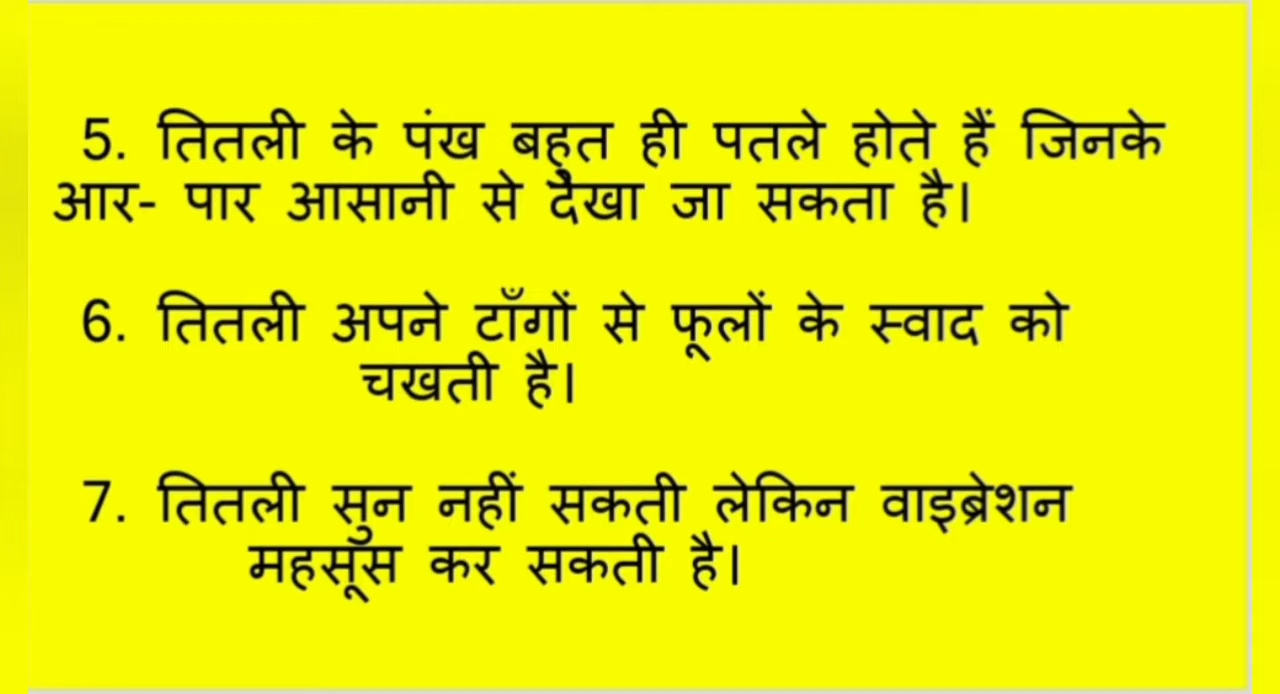 5. तितली के पंख बहुत ही पतले होते हैं जिनके
आर- पार आसानी से देखा जा सकता है।
6. तितली अपने टाँगों से फूलों के स्वाद को
चखती है।
7. तितली सुन नहीं सकती लेकिन वाइब्रेशन
महसूस कर सकती है।